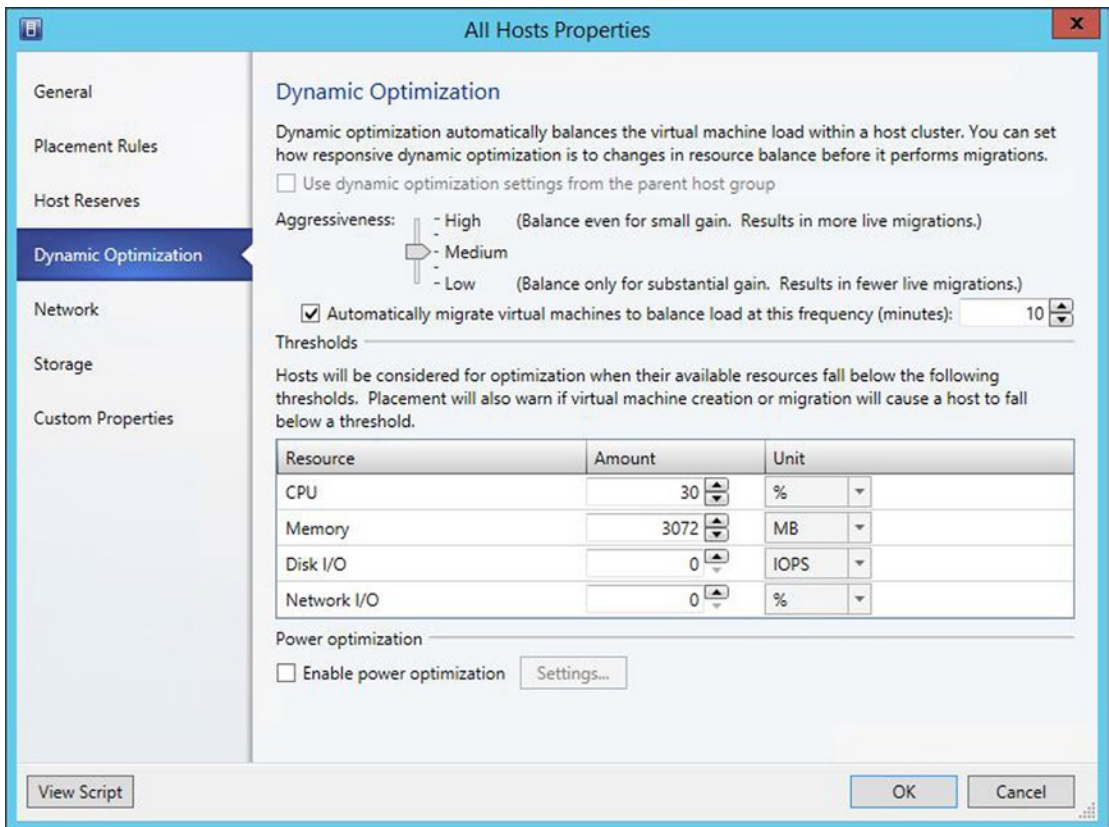 All Hosts Properties
x
General
Placement Rules
Host Reserves
Dynamic Optimization
Network
Storage
Custom Properties
Dynamic Optimization
Dynamic optimization automatically balances the virtual machine load within a host cluster. You can set
how responsive dynamic optimization is to changes in resource balance before it performs migrations.
Use dynamic optimization settings from the parent host group
Aggressiveness: - High (Balance even for small gain. Results in more live migrations.)
- Medium
- Low (Balance only for substantial gain. Results in fewer live migrations.)
Automatically migrate virtual machines to balance load at this frequency (minutes): 10
Thresholds
Hosts will be considered for optimization when their available resources fall below the following
thresholds. Placement will also warn if virtual machine creation or migration will cause a host to fall
below a threshold.
Resource Amount Unit
CPU 30 %
Memory 3072 MB
Disk I/O 0 IOPS
Network I/O 0 %
Power optimization
Enable power optimization Settings...
View Script OK Cancel